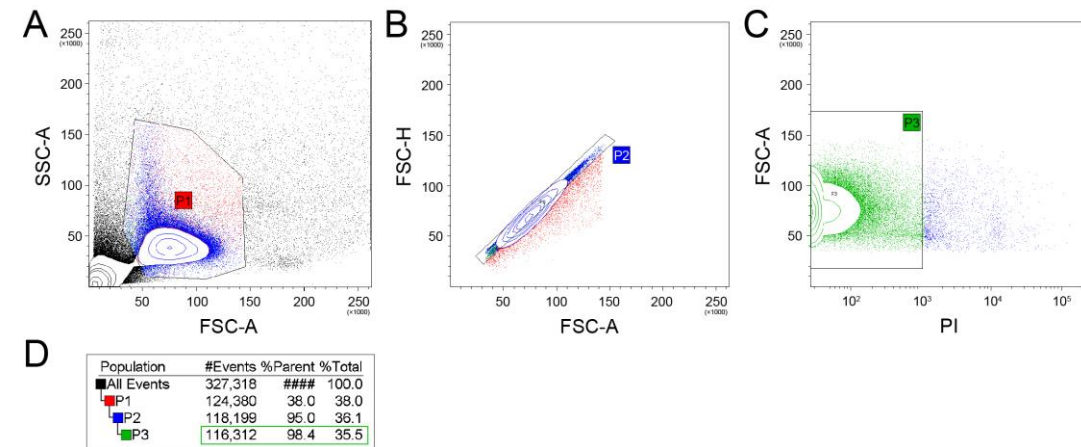 A
SSC-A
250
(×1000)
200
150
100
50
P1
50 100 150 200 250
(×1000)
FSC-A
B
FSC-H
250
(×1000)
200
150
100
50
P2
50 100 150 200 250
(×1000)
FSC-A
C
FSC-A
250
(×1000)
200
150
100
50
P3
P3
10² 10³ 10⁴ 10⁵
PI
D
Population #Events %Parent %Total
All Events 327,318 #### 100.0
P1 124,380 38.0 38.0
P2 118,199 95.0 36.1
P3 116,312 98.4 35.5